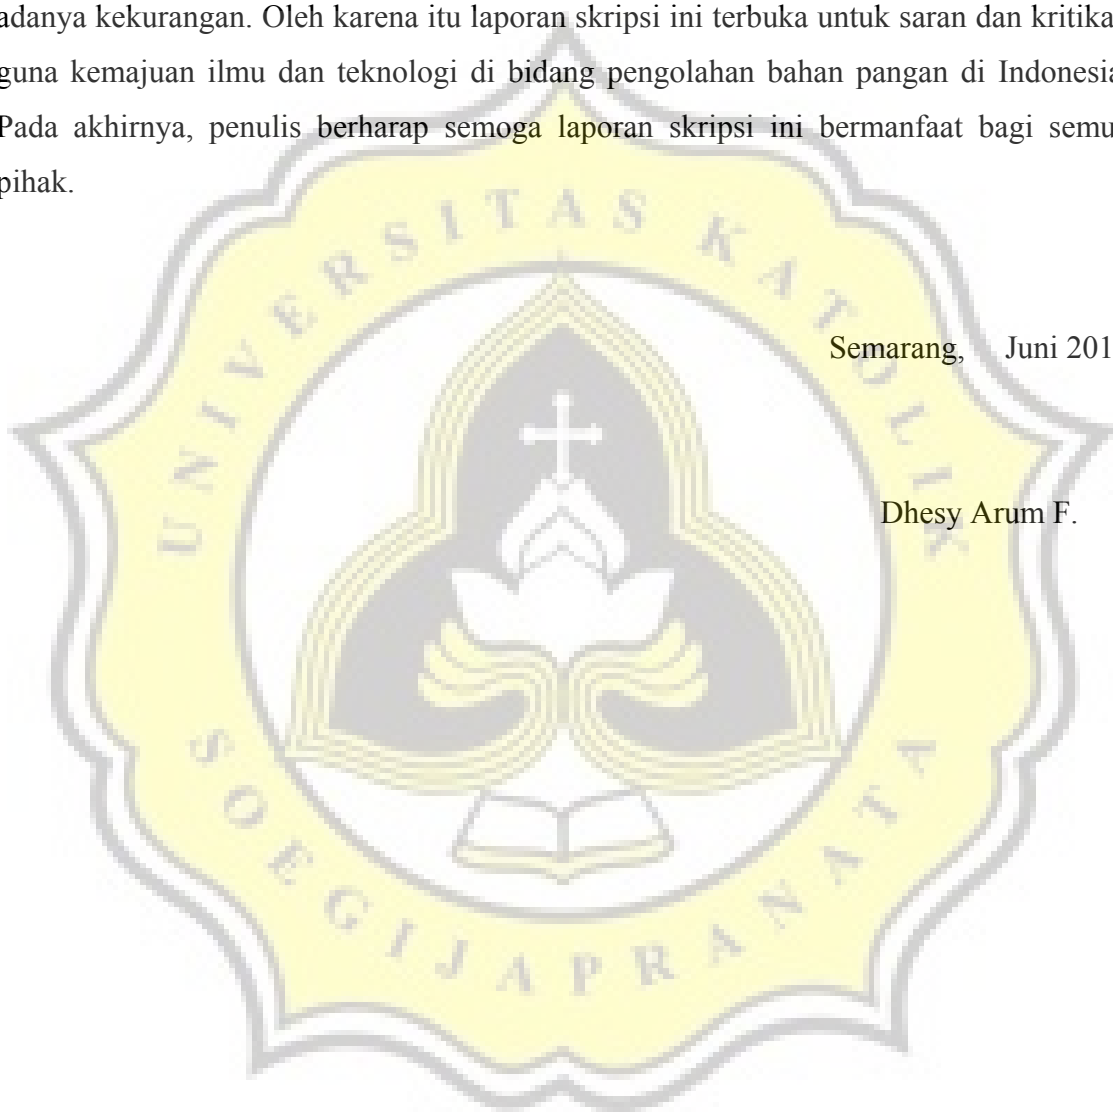 adanya kekurangan. Oleh karena itu laporan skripsi ini terbuka untuk saran dan kritika
guna kemajuan ilmu dan teknologi di bidang pengolahan bahan pangan di Indonesia
Pada akhirnya, penulis berharap semoga laporan skripsi ini bermanfaat bagi semu
pihak.
Semarang, Juni 201
Dhesy Arum F.
UNIVERSITAS KATOLIK
SOEGIJAPRANATA